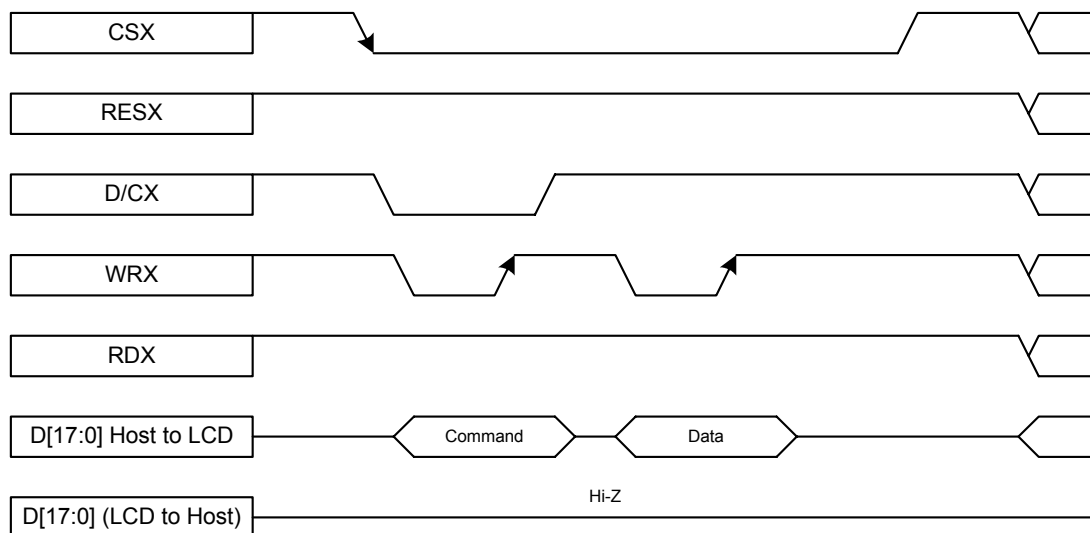 CSX
RESX
D/CX
WRX
RDX
D[17:0] Host to LCD
Command
Data
Hi-Z
D[17:0] (LCD to Host)